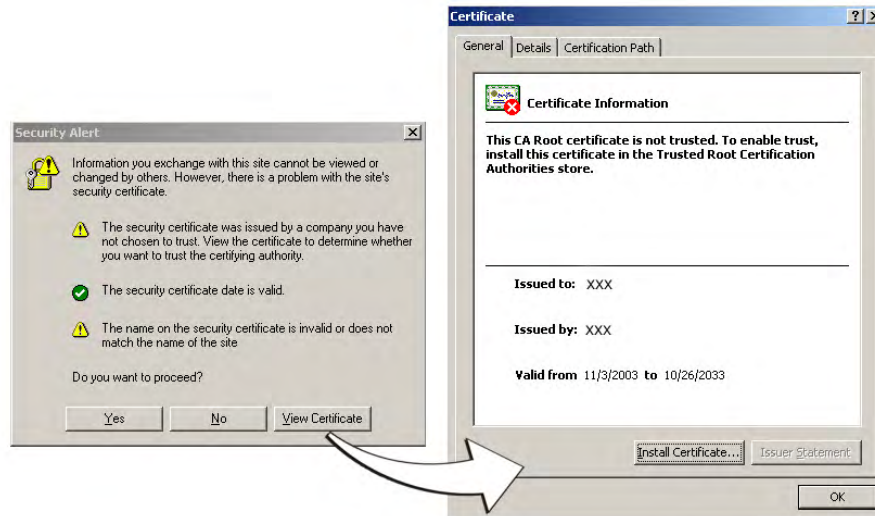 Security Alert
Information you exchange with this site cannot be viewed or
changed by others. However, there is a problem with the site's
security certificate.
The security certificate was issued by a company you have
not chosen to trust. View the certificate to determine whether
you want to trust the certifying authority.
The security certificate date is valid.
The name on the security certificate is invalid or does not
match the name of the site
Do you want to proceed?
Yes
No
View Certificate
Certificate
General
Details
Certification Path
Certificate Information
This CA Root certificate is not trusted. To enable trust,
install this certificate in the Trusted Root Certification
Authorities store.
Issued to: XXX
Issued by: XXX
Valid from 11/3/2003 to 10/26/2033
Install Certificate...
Issuer Statement
OK